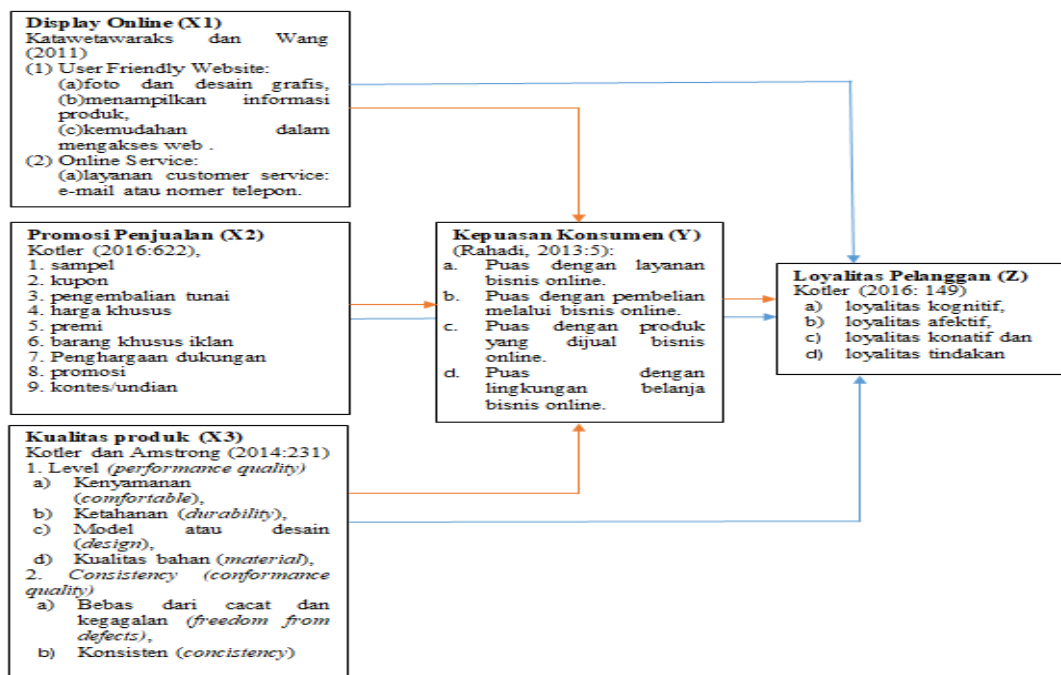 Display Online (X1)
Katawetawaraks dan Wang
(2011)
(1) User Friendly Website:
(a)foto dan desain grafis,
(b)menampilkan informasi
produk,
(c)kemudahan dalam
mengakses web .
(2) Online Service:
(a)layanan customer service:
e-mail atau nomer telepon.
Promosi Penjualan (X2)
Kotler (2016:622),
1. sampel
2. kupon
3. pengembalian tunai
4. harga khusus
5. premi
6. barang khusus iklan
7. Penghargaan dukungan
8. promosi
9. kontes/undian
Kualitas produk (X3)
Kotler dan Amstrong (2014:231)
1. Level (performance quality)
a) Kenyamanan
(comfortable),
b) Ketahanan (durability),
c) Model atau desain
(design),
d) Kualitas bahan (material),
2. Consistency (conformance
quality)
a) Bebas dari cacat dan
kegagalan (freedom from
defects),
b) Konsisten (concistency)
Kepuasan Konsumen (Y)
(Rahadi, 2013:5):
a. Puas dengan layanan
bisnis online.
b. Puas dengan pembelian
melalui bisnis online.
c. Puas dengan produk
yang dijual bisnis
online.
d. Puas dengan
lingkungan belanja
bisnis online.
Loyalitas Pelanggan (Z)
Kotler (2016: 149)
a) loyalitas kognitif,
b) loyalitas afektif,
c) loyalitas konatif dan
d) loyalitas tindakan